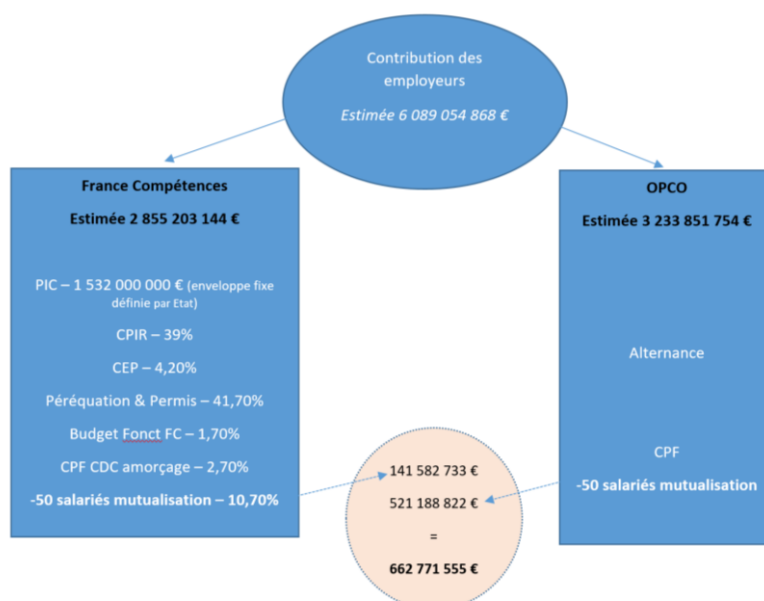 Contribution des
employeurs
Estimée 6 089 054 868 €
France Compétences
Estimée 2 855 203 144 €
PIC – 1 532 000 000 € (enveloppe fixe
définie par Etat)
CPIR – 39%
CEP – 4,20%
Péréquation & Permis – 41,70%
Budget Fonct FC – 1,70%
CPF CDC amorçage – 2,70%
-50 salariés mutualisation – 10,70%
OPCO
Estimée 3 233 851 754 €
Alternance
CPF
-50 salariés mutualisation
141 582 733 €
521 188 822 €
=
662 771 555 €